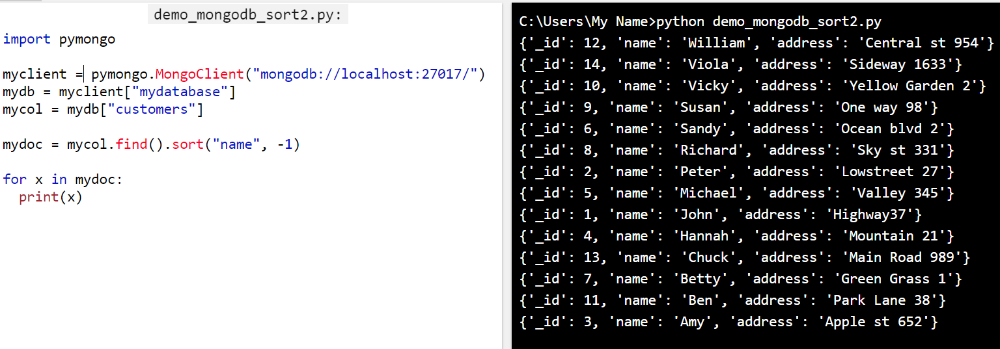 demo_mongodb_sort2.py:
import pymongo
myclient = pymongo.MongoClient("mongodb://localhost:27017/")
mydb = myclient["mydatabase"]
mycol = mydb["customers"]
mydoc = mycol.find().sort("name", -1)
for x in mydoc:
  print(x)
C:\Users\My Name>python demo_mongodb_sort2.py
{'_id': 12, 'name': 'William', 'address': 'Central st 954'}
{'_id': 14, 'name': 'Viola', 'address': 'Sideway 1633'}
{'_id': 10, 'name': 'Vicky', 'address': 'Yellow Garden 2'}
{'_id': 9, 'name': 'Susan', 'address': 'One way 98'}
{'_id': 6, 'name': 'Sandy', 'address': 'Ocean blvd 2'}
{'_id': 8, 'name': 'Richard', 'address': 'Sky st 331'}
{'_id': 2, 'name': 'Peter', 'address': 'Lowstreet 27'}
{'_id': 5, 'name': 'Michael', 'address': 'Valley 345'}
{'_id': 1, 'name': 'John', 'address': 'Highway37'}
{'_id': 4, 'name': 'Hannah', 'address': 'Mountain 21'}
{'_id': 13, 'name': 'Chuck', 'address': 'Main Road 989'}
{'_id': 7, 'name': 'Betty', 'address': 'Green Grass 1'}
{'_id': 11, 'name': 'Ben', 'address': 'Park Lane 38'}
{'_id': 3, 'name': 'Amy', 'address': 'Apple st 652'}